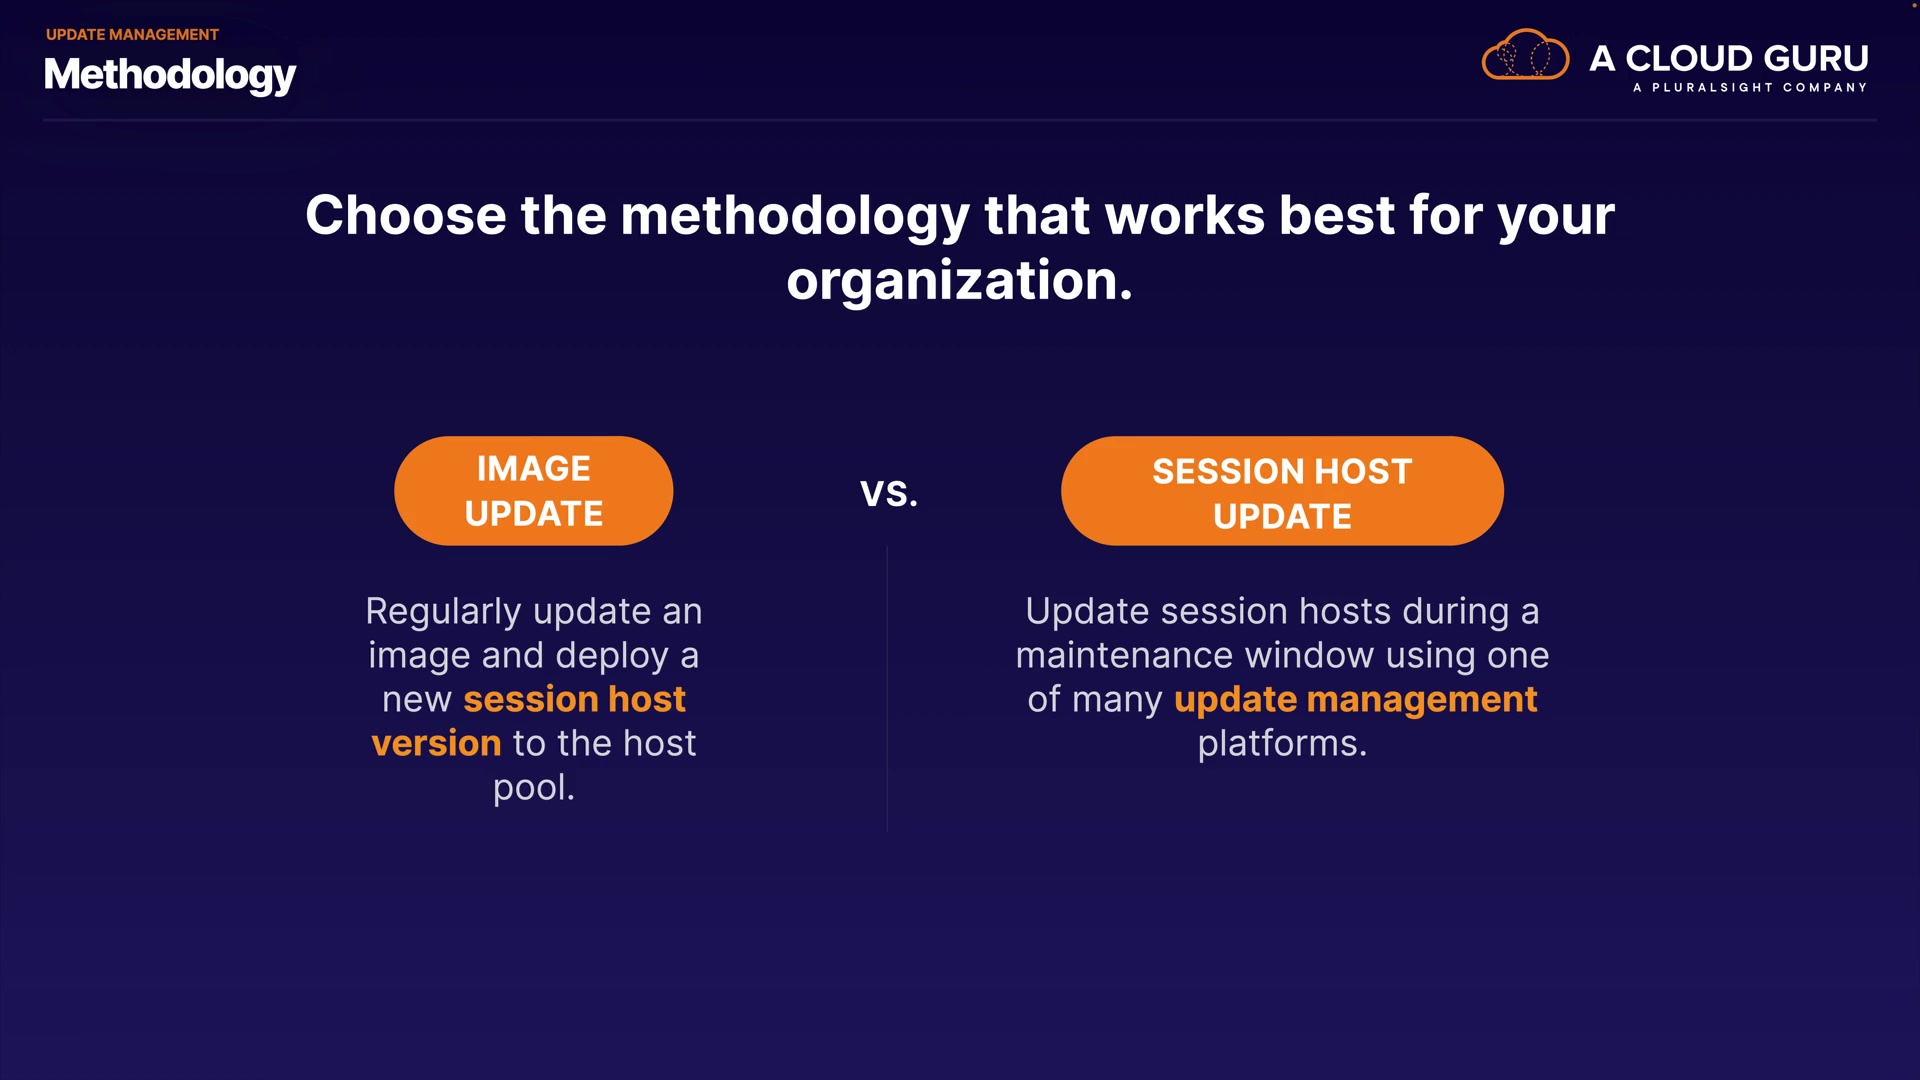 UPDATE MANAGEMENT
Methodology
A CLOUD GURU
A PLURALSIGHT COMPANY
Choose the methodology that works best for your
organization.
IMAGE
UPDATE
VS.
SESSION HOST
UPDATE
Regularly update an
image and deploy a
new session host
version to the host
pool.
Update session hosts during a
maintenance window using one
of many update management
platforms.